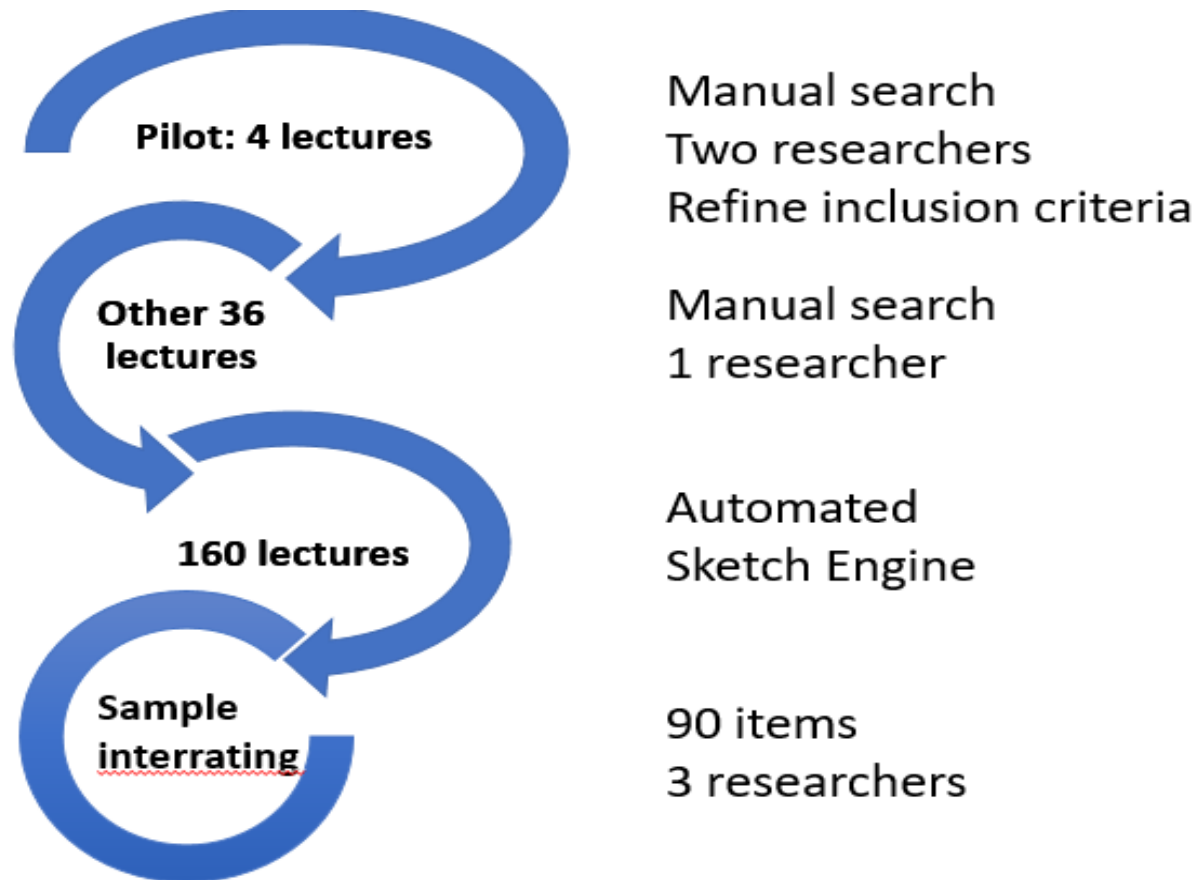 Pilot: 4 lectures
Manual search
Two researchers
Refine inclusion criteria
Other 36
lectures
Manual search
1 researcher
160 lectures
Automated
Sketch Engine
Sample
interrating
90 items
3 researchers